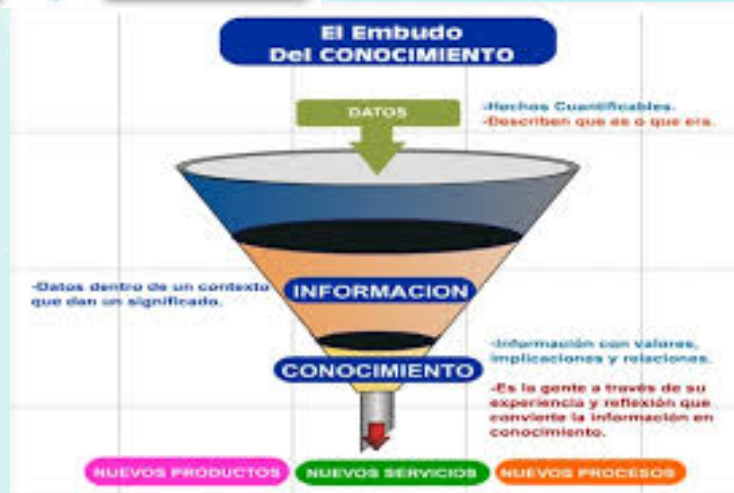 El Embudo
Del CONOCIMIENTO
DATOS
-Hechos Cuantificables.
-Describen que es o que era.
-Datos dentro de un contexto
que dan un significado.
INFORMACION
CONOCIMIENTO
-Información con valores,
implicaciones y relaciones.
-Es la gente a través de su
experiencia y reflexión que
convierte la información en
conocimiento.
NUEVOS PRODUCTOS
NUEVOS SERVICIOS
NUEVOS PROCESOS